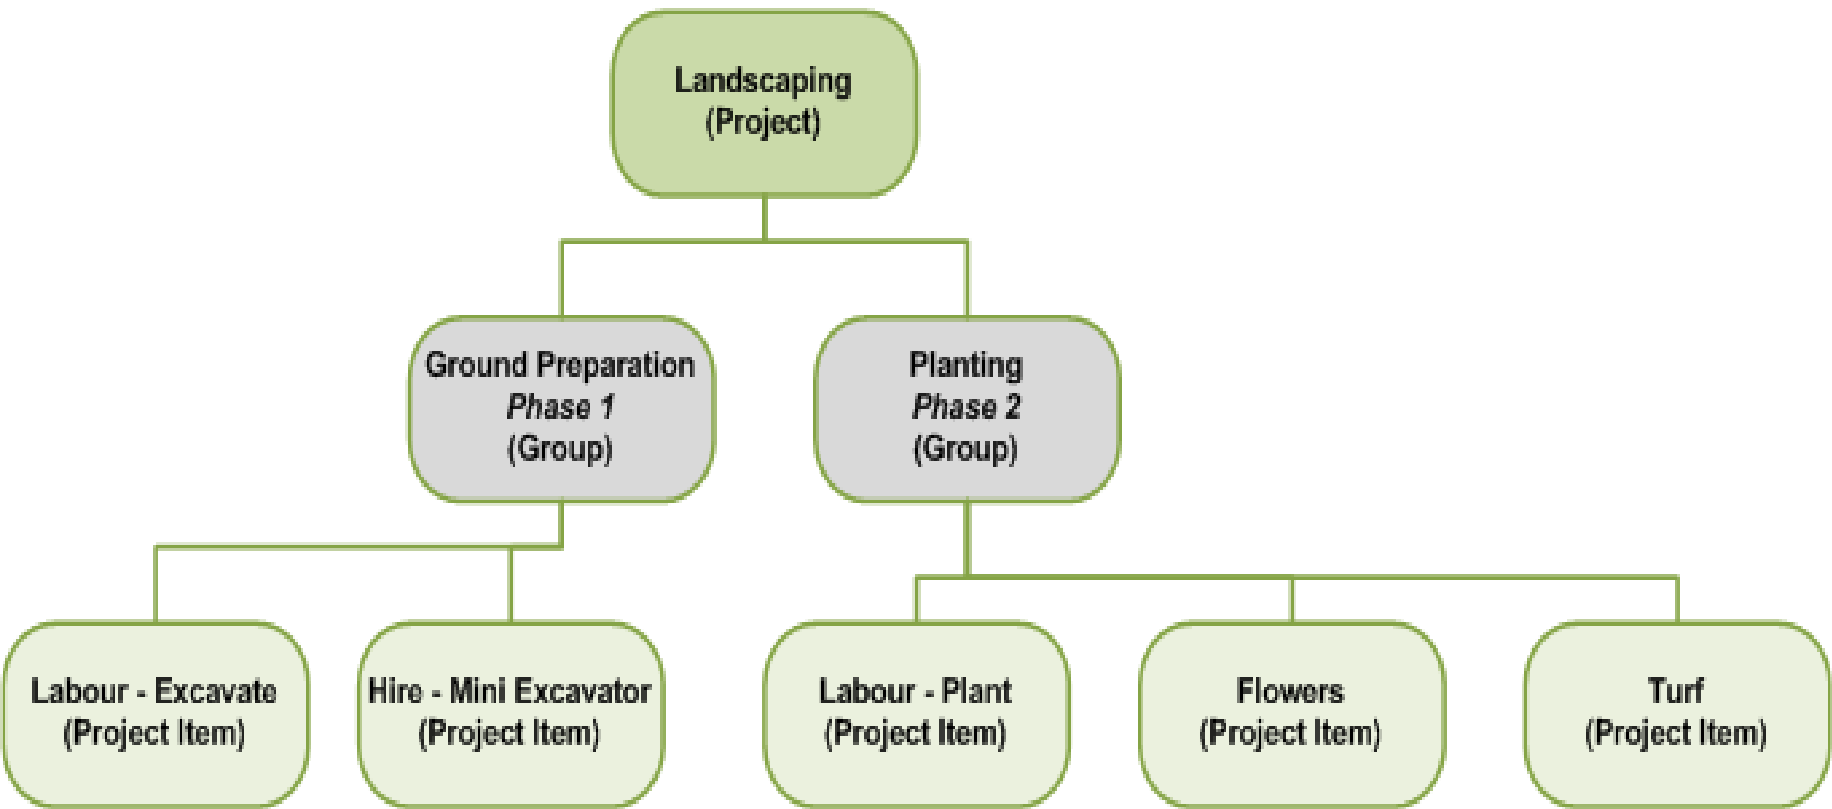 Landscaping
(Project)
Ground Preparation
Phase 1
(Group)
Planting
Phase 2
(Group)
Labour - Excavate
(Project Item)
Hire - Mini Excavator
(Project Item)
Labour - Plant
(Project Item)
Flowers
(Project Item)
Turf
(Project Item)